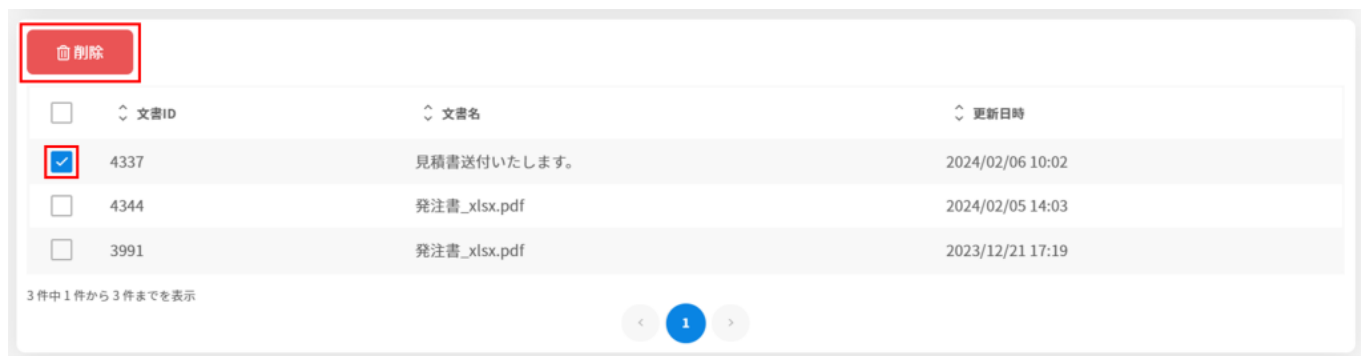 削除
文書ID 文書名 更新日時
4337 見積書送付いたします。 2024/02/06 10:02
4344 発注書_xlsx.pdf 2024/02/05 14:03
3991 発注書_xlsx.pdf 2023/12/21 17:19
3件中1件から3件までを表示
1